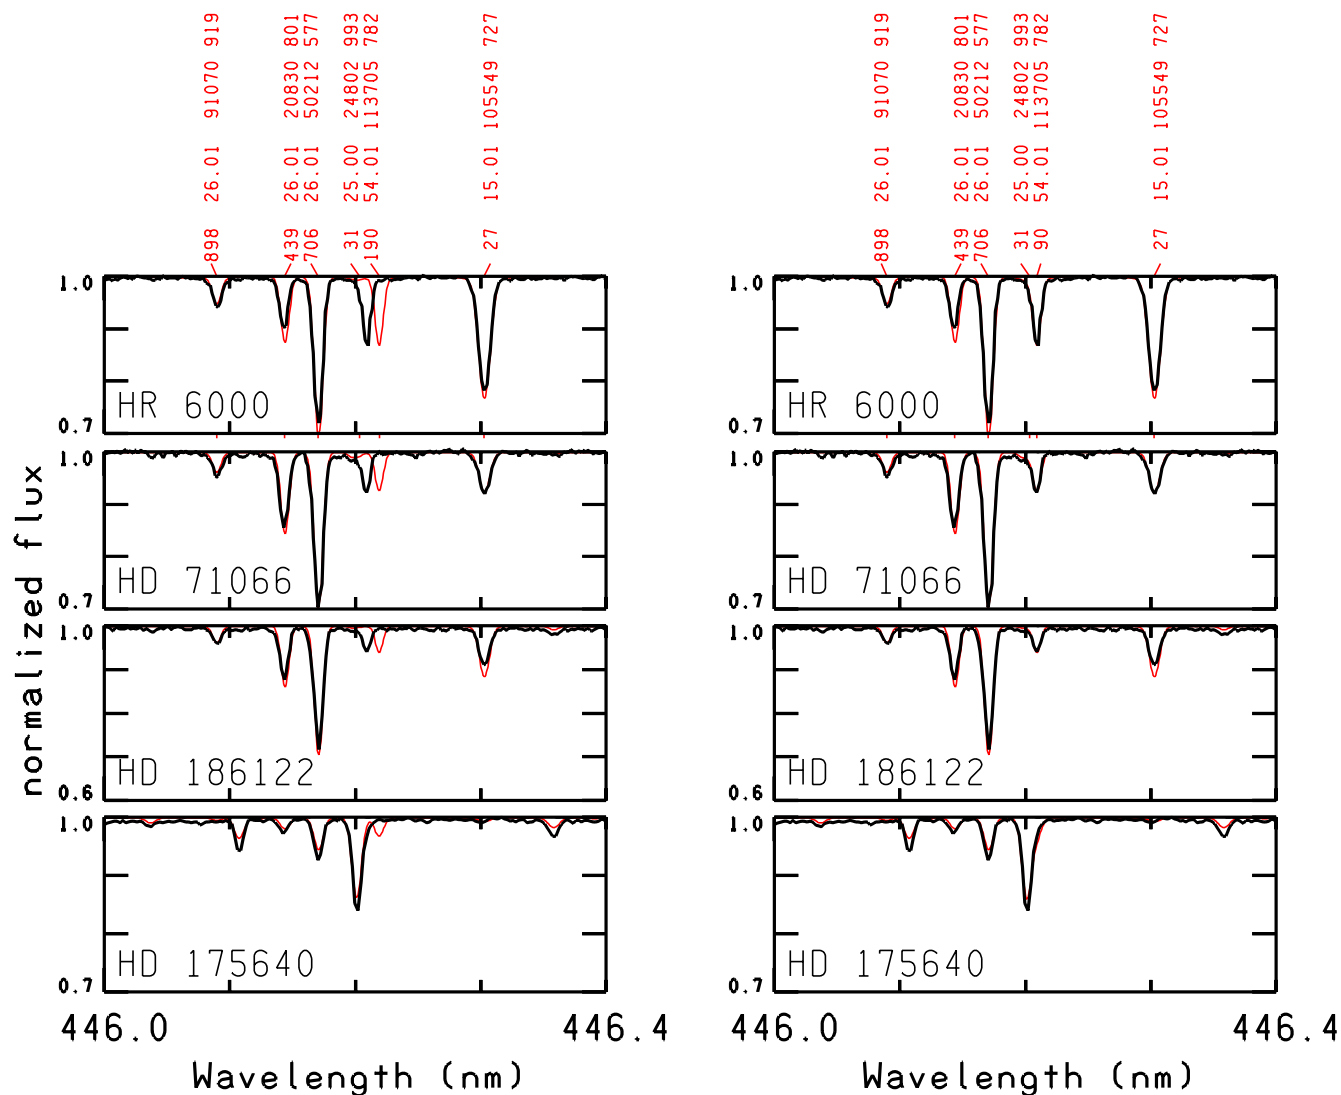 898 26.01 91070 919
439 26.01 20830 801
706 26.01 50212 577
31 25.00 24802 993
190 54.01 113705 782
27 15.01 105549 727
1.0
HR 6000
0.7
1.0
HD 71066
0.7
1.0
HD 186122
0.6
1.0
HD 175640
0.7
446.0
446.4
Wavelength (nm)
normalized flux
898 26.01 91070 919
439 26.01 20830 801
706 26.01 50212 577
31 25.00 24802 993
90 54.01 113705 782
27 15.01 105549 727
1.0
HR 6000
0.7
1.0
HD 71066
0.7
1.0
HD 186122
0.6
1.0
HD 175640
0.7
446.0
446.4
Wavelength (nm)